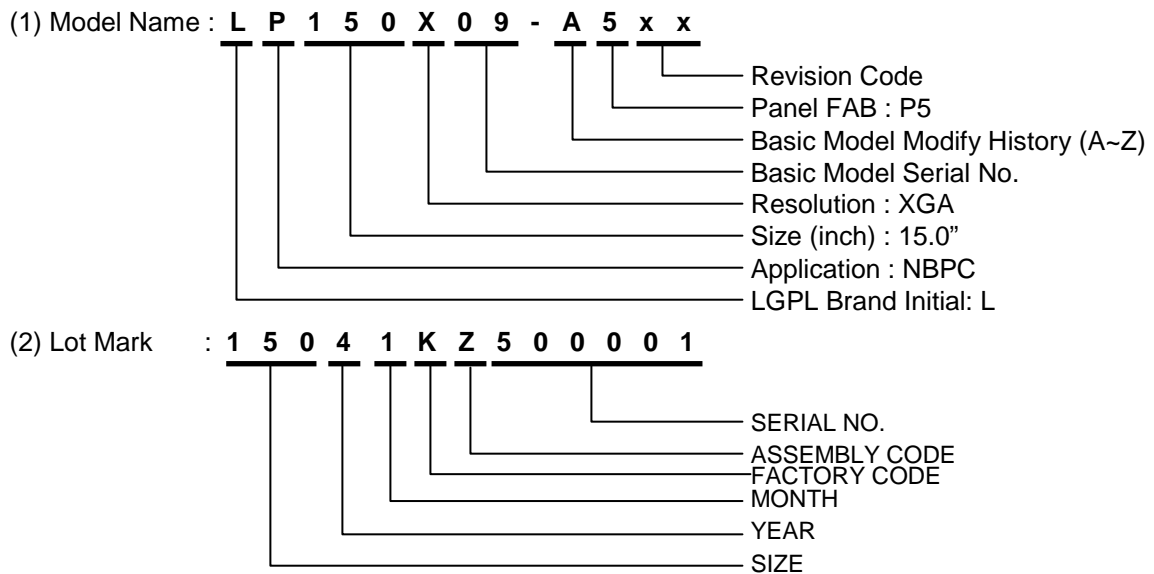 (1) Model Name : L P 1 5 0 X 0 9 - A 5 x x
Revision Code
Panel FAB : P5
Basic Model Modify History (A~Z)
Basic Model Serial No.
Resolution : XGA
Size (inch) : 15.0”
Application : NBPC
LGPL Brand Initial: L
(2) Lot Mark : 1 5 0 4 1 K Z 5 0 0 0 0 1
SERIAL NO.
ASSEMBLY CODE
FACTORY CODE
MONTH
YEAR
SIZE